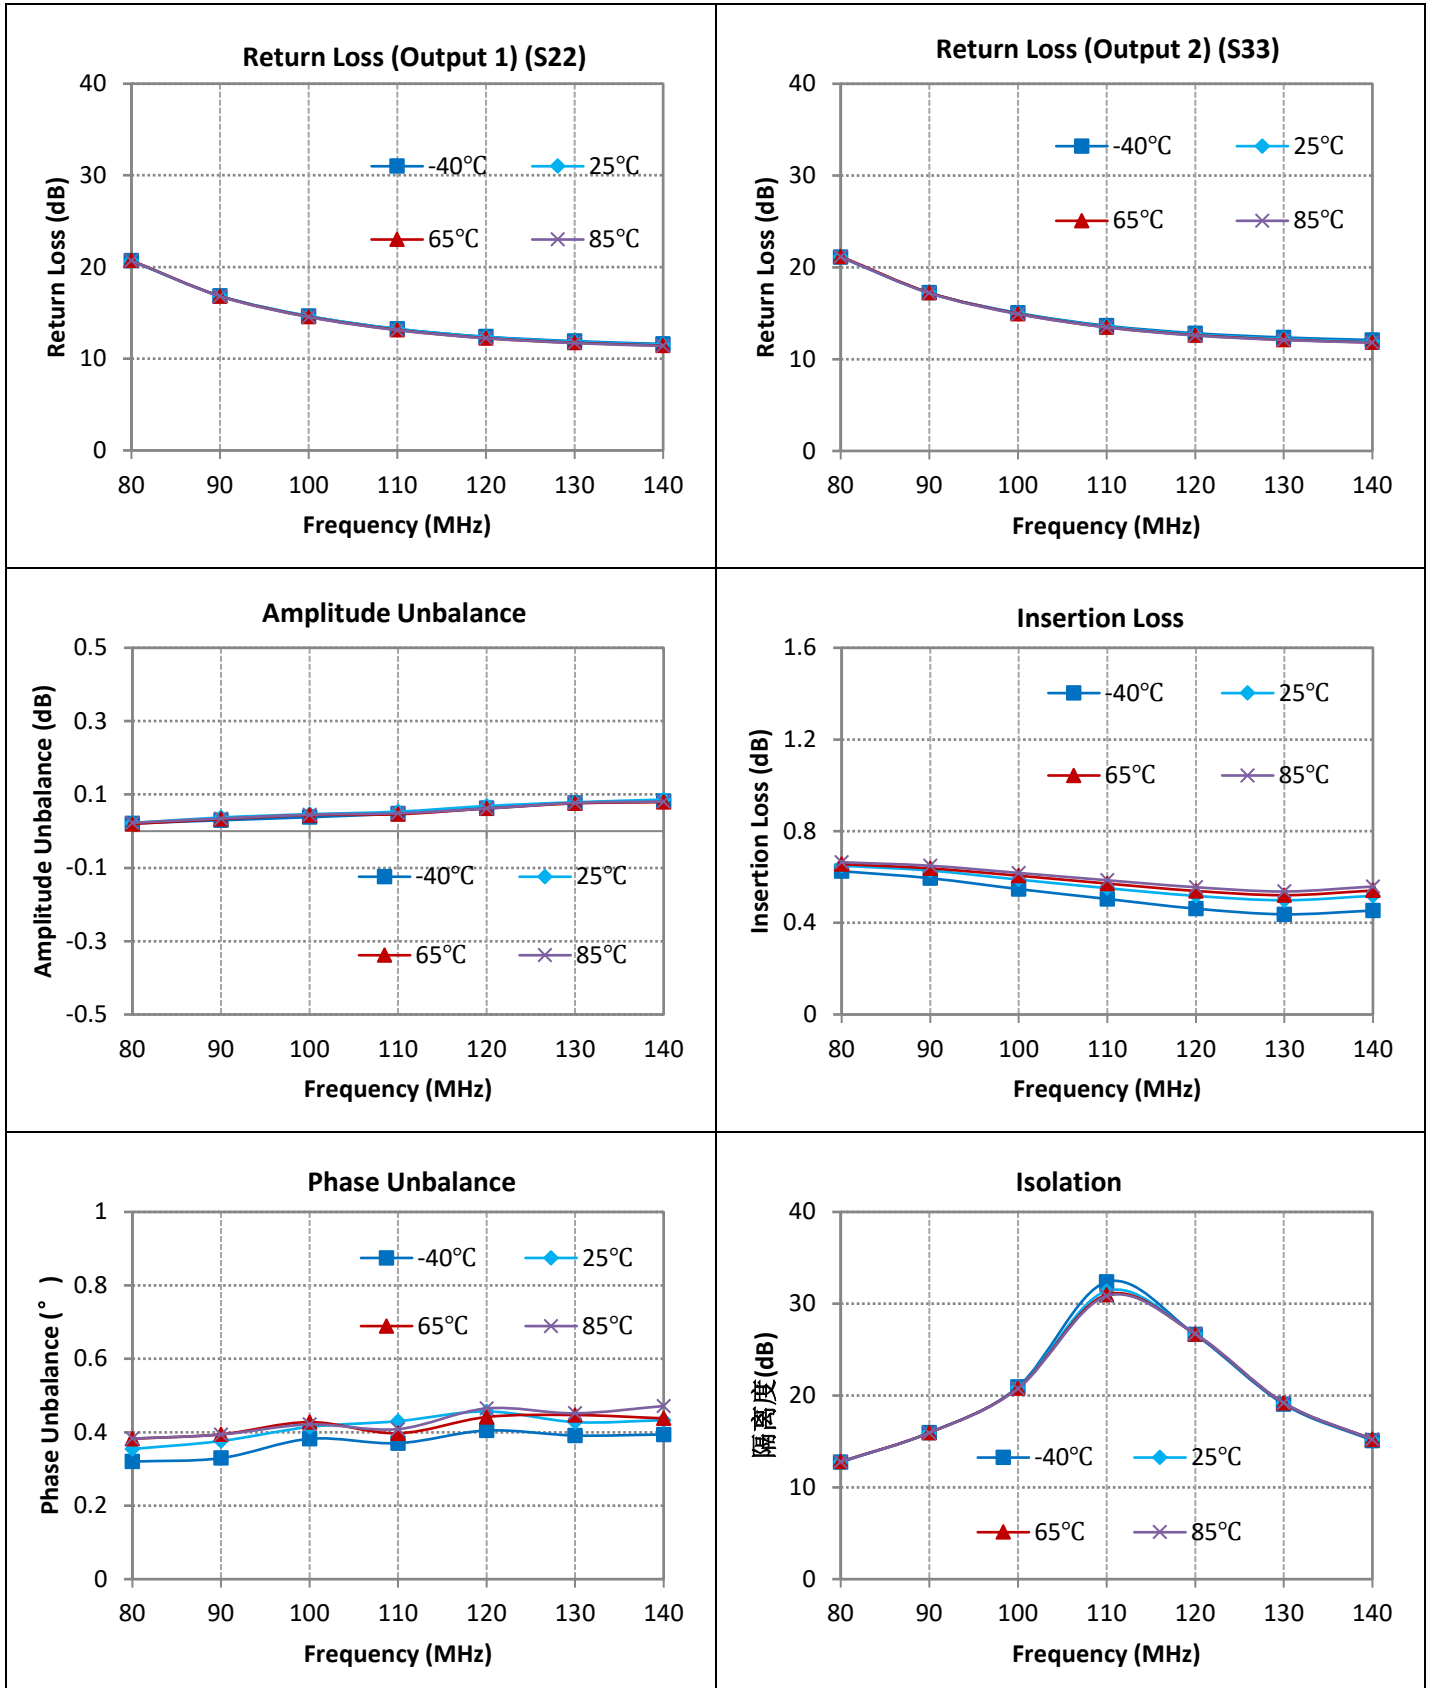 Return Loss (Output 1) (S22)
Return Loss (dB)
40
30
20
10
0
-40℃ 25℃
65℃ 85℃
80 90 100 110 120 130 140
Frequency (MHz)
Return Loss (Output 2) (S33)
Return Loss (dB)
40
30
20
10
0
-40℃ 25℃
65℃ 85℃
80 90 100 110 120 130 140
Frequency (MHz)
Amplitude Unbalance
Amplitude Unbalance (dB)
0.5
0.3
0.1
-0.1
-0.3
-0.5
-40℃ 25℃
65℃ 85℃
80 90 100 110 120 130 140
Frequency (MHz)
Insertion Loss
Insertion Loss (dB)
1.6
1.2
0.8
0.4
0
-40℃ 25℃
65℃ 85℃
80 90 100 110 120 130 140
Frequency (MHz)
Phase Unbalance
Phase Unbalance (° )
1
0.8
0.6
0.4
0.2
0
-40℃ 25℃
65℃ 85℃
80 90 100 110 120 130 140
Frequency (MHz)
Isolation
隔离度(dB)
40
30
20
10
0
-40℃ 25℃
65℃ 85℃
80 90 100 110 120 130 140
Frequency (MHz)